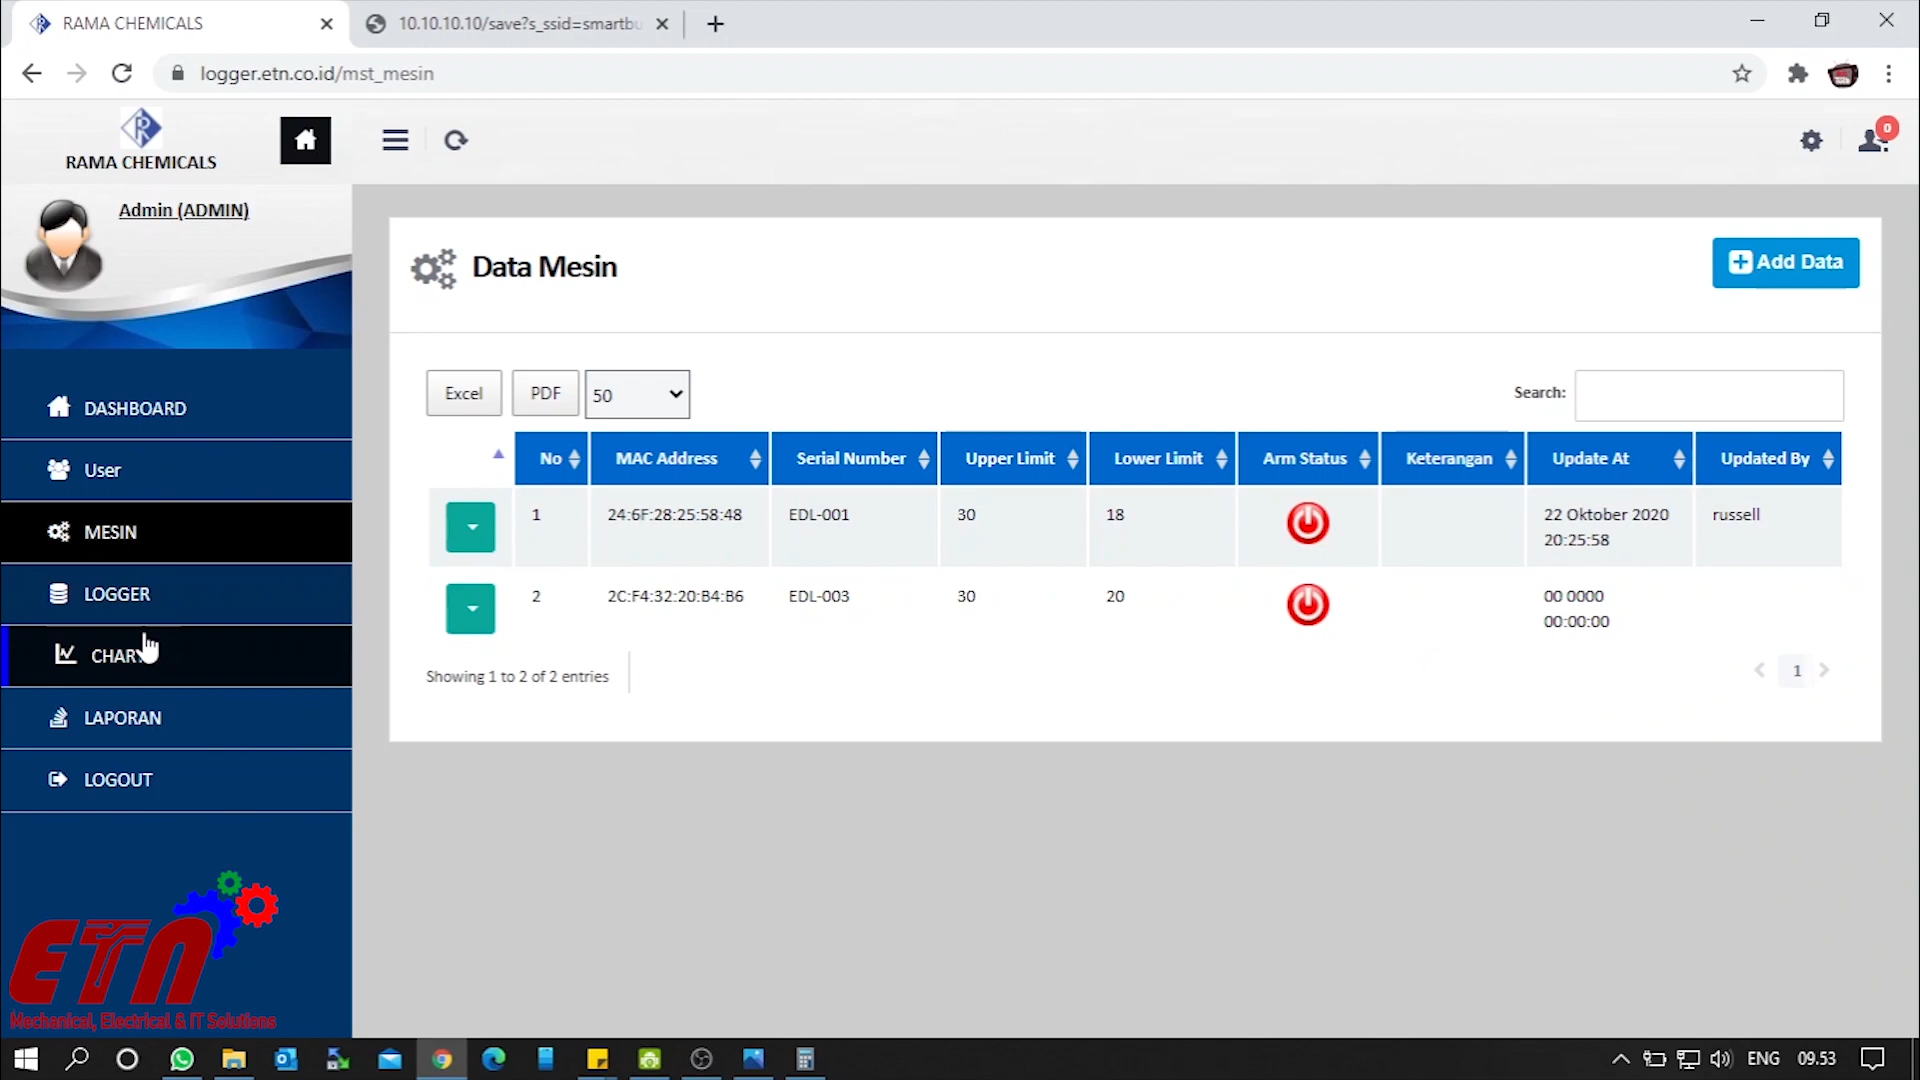 RAMA CHEMICALS
10.10.10.10/save?s_ssid=smartbu
logger.etn.co.id/mst_mesin
RAMA CHEMICALS
0
Admin (ADMIN)
Data Mesin
Add Data
DASHBOARD
User
MESIN
LOGGER
CHART
LAPORAN
LOGOUT
Excel
PDF
50
Search:
No
MAC Address
Serial Number
Upper Limit
Lower Limit
Arm Status
Keterangan
Update At
Updated By
1
24:6F:28:25:58:48
EDL-001
30
18
22 Oktober 2020
20:25:58
russell
2
2C:F4:32:20:B4:B6
EDL-003
30
20
00 0000
00:00:00
Showing 1 to 2 of 2 entries
1
ETN
Mechanical, Electrical & IT Solutions
ENG
09.53